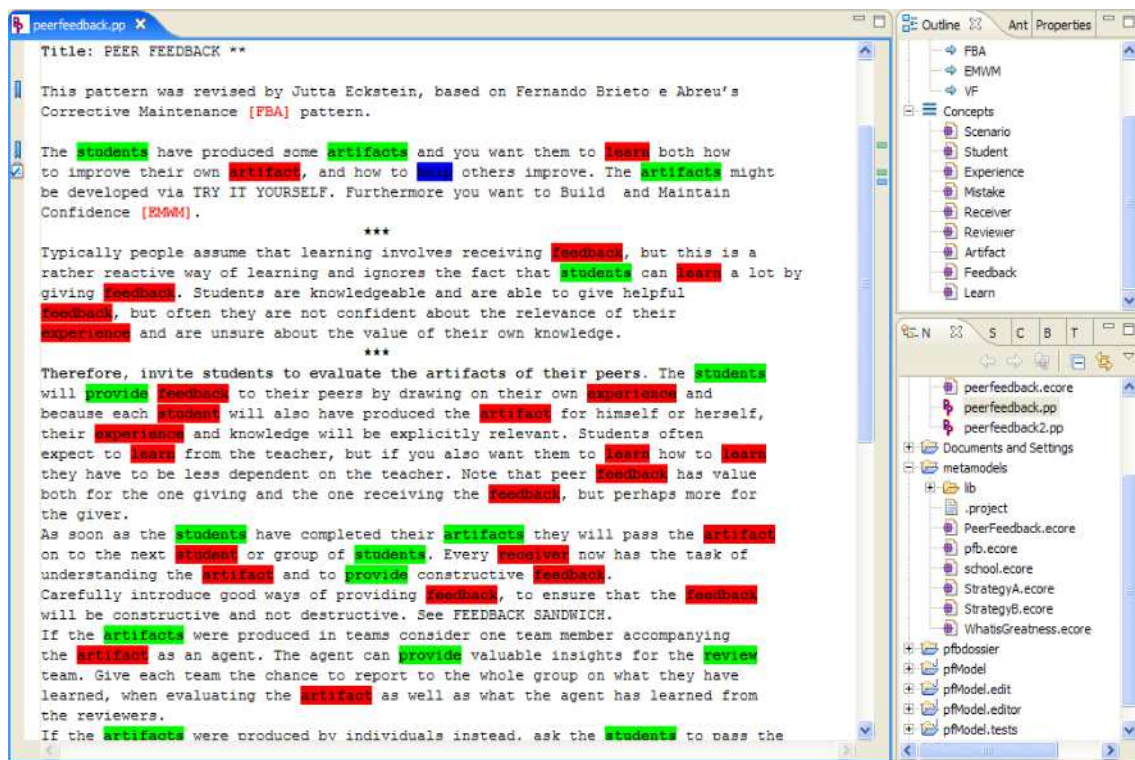 peerfeedback.pp
Title: PEER FEEDBACK **
This pattern was revised by Jutta Eckstein, based on Fernando Brieto e Abreu's
Corrective Maintenance [FBA] pattern.
The students have produced some artifacts and you want them to learn both how
to improve their own artifact, and how to help others improve. The artifacts might
be developed via TRY IT YOURSELF. Furthermore you want to Build and Maintain
Confidence [EMWM].
***
Typically people assume that learning involves receiving feedback, but this is a
rather reactive way of learning and ignores the fact that students can learn a lot by
giving feedback. Students are knowledgeable and are able to give helpful
feedback, but often they are not confident about the relevance of their
experience and are unsure about the value of their own knowledge.
***
Therefore, invite students to evaluate the artifacts of their peers. The students
will provide feedback to their peers by drawing on their own experience and
because each student will also have produced the artifact for himself or herself,
their experience and knowledge will be explicitly relevant. Students often
expect to learn from the teacher, but if you also want them to learn how to learn
they have to be less dependent on the teacher. Note that peer feedback has value
both for the one giving and the one receiving the feedback, but perhaps more for
the giver.
As soon as the students have completed their artifacts they will pass the artifact
on to the next student or group of students. Every receiver now has the task of
understanding the artifact and to provide constructive feedback.
Carefully introduce good ways of providing feedback, to ensure that the feedback
will be constructive and not destructive. See FEEDBACK SANDWICH.
If the artifacts were produced in teams consider one team member accompanying
the artifact as an agent. The agent can provide valuable insights for the review
team. Give each team the chance to report to the whole group on what they have
learned, when evaluating the artifact as well as what the agent has learned from
the reviewers.
If the artifacts were produced by individuals instead, ask the students to pass the
Outline Ant Properties
FBA
EMWM
VF
Concepts
Scenario
Student
Experience
Mistake
Receiver
Reviewer
Artifact
Feedback
Learn
N S C B T
peerfeedback.ecore
peerfeedback.pp
peerfeedback2.pp
Documents and Settings
metamodels
lib
.project
PeerFeedback.ecore
pfb.ecore
school.ecore
StrategyA.ecore
StrategyB.ecore
WhatisGreatness.ecore
pfbdossier
pfModel
pfModel.edit
pfModel.editor
pfModel.tests